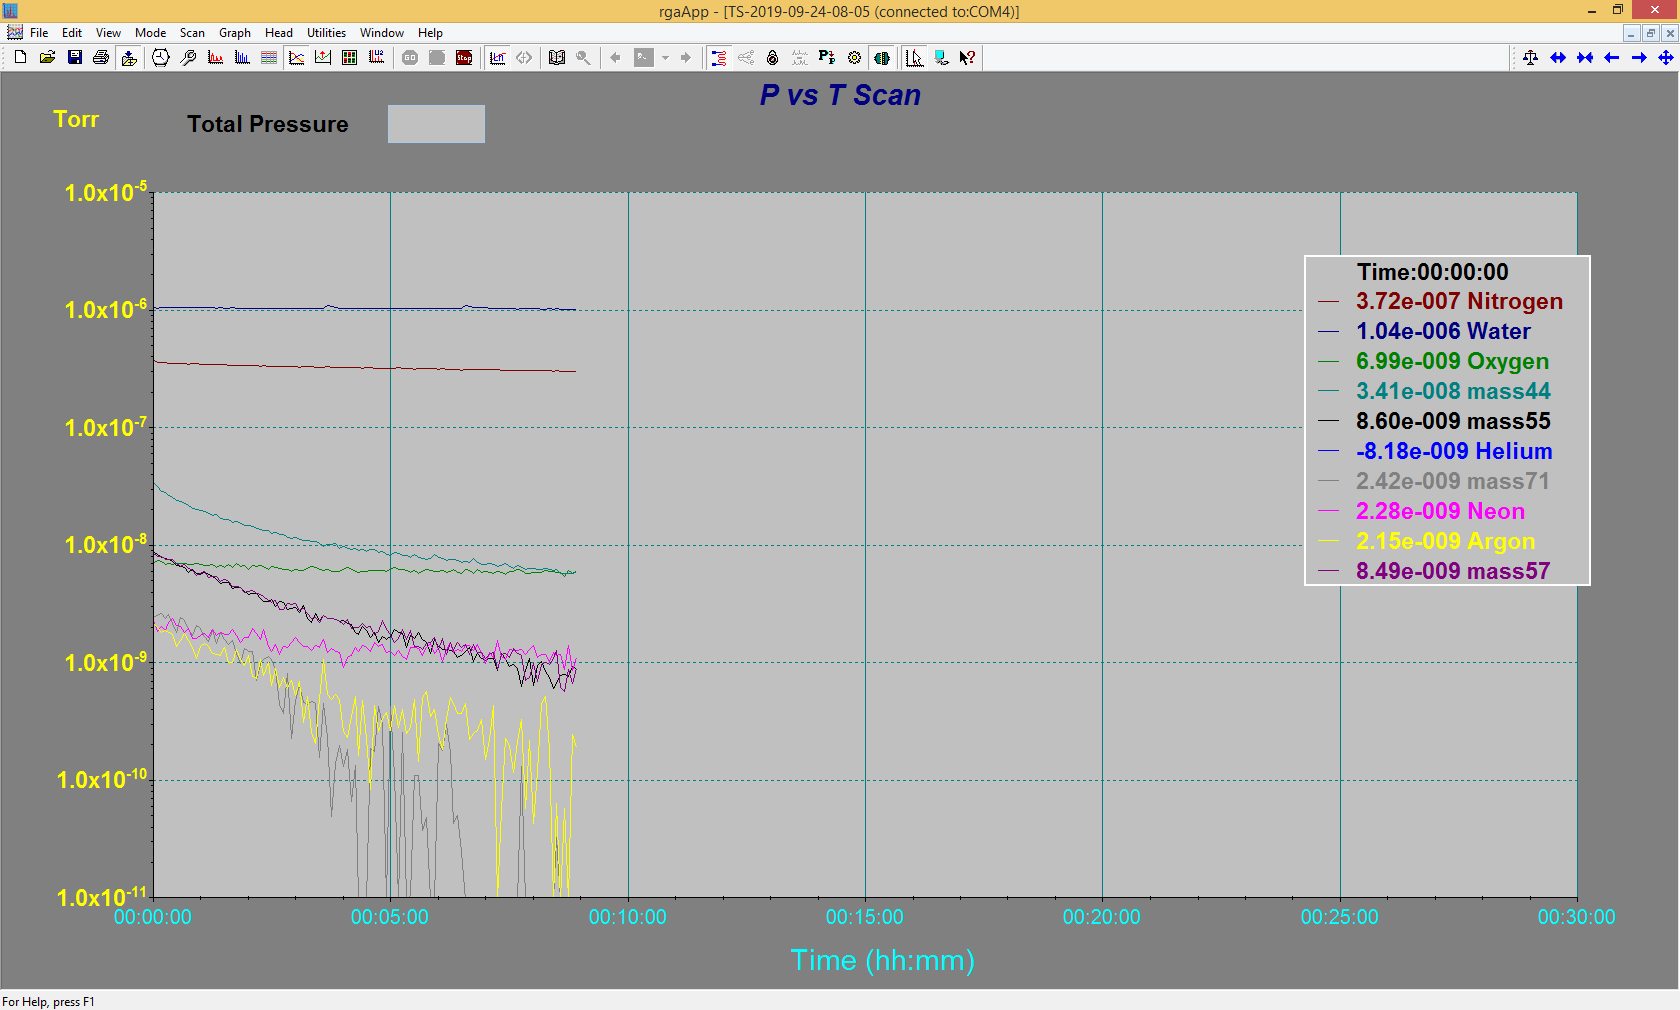 rgaApp - [TS-2019-09-24-08-05 (connected to:COM4)]
File Edit View Mode Scan Graph Head Utilities Window Help
GO Stop
P vs T Scan
Torr
Total Pressure
1.0x10-5
1.0x10-6
1.0x10-7
1.0x10-8
1.0x10-9
1.0x10-10
1.0x10-11
Time:00:00:00
3.72e-007 Nitrogen
1.04e-006 Water
6.99e-009 Oxygen
3.41e-008 mass44
8.60e-009 mass55
-8.18e-009 Helium
2.42e-009 mass71
2.28e-009 Neon
2.15e-009 Argon
8.49e-009 mass57
00:00:00 00:05:00 00:10:00 00:15:00 00:20:00 00:25:00 00:30:00
Time (hh:mm)
For Help, press F1